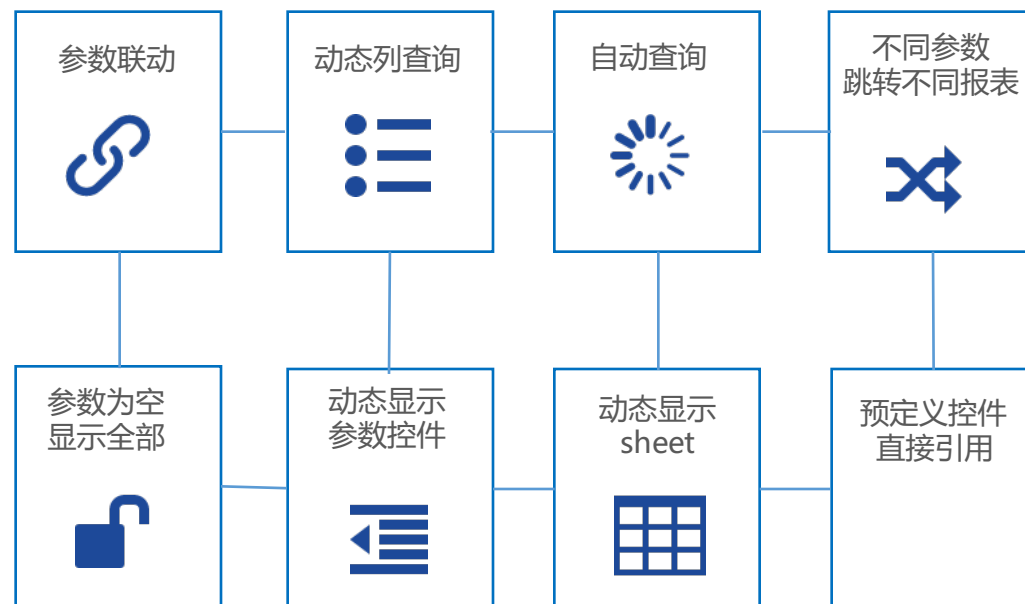 参数联动
动态列查询
自动查询
不同参数
跳转不同报表
参数为空
显示全部
动态显示
参数控件
动态显示
sheet
预定义控件
直接引用